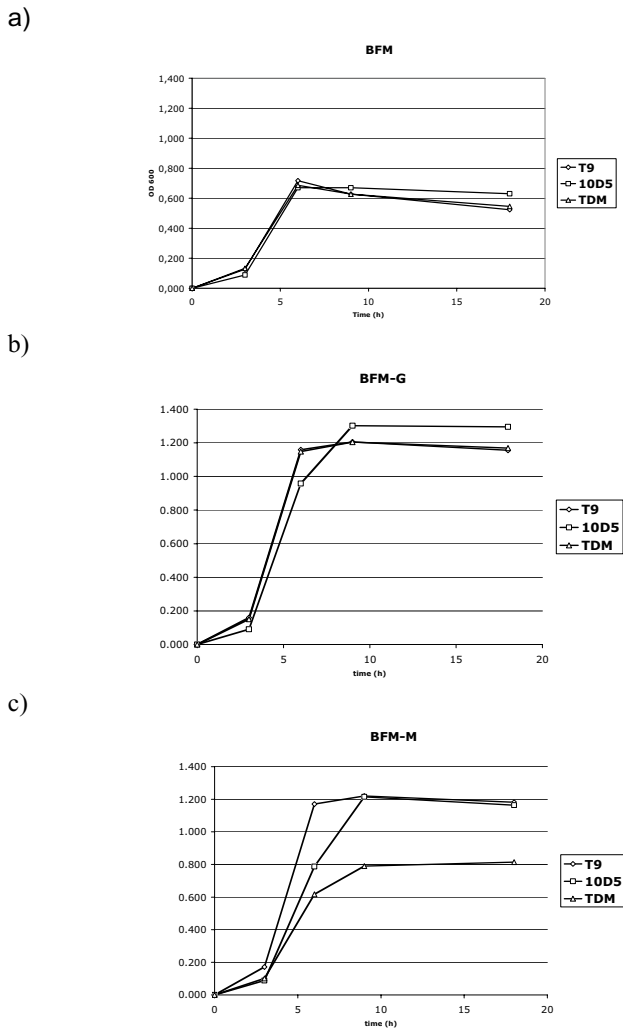 a)
BFM
1,400
1,200
1,000
0,800
0,600
0,400
0,200
0,000
OD 600
0 5 10 15 20
Time (h)
T9
10D5
TDM
b)
BFM-G
1.400
1.200
1.000
0.800
0.600
0.400
0.200
0.000
0 5 10 15 20
time (h)
T9
10D5
TDM
c)
BFM-M
1.400
1.200
1.000
0.800
0.600
0.400
0.200
0.000
0 5 10 15 20
time (h)
T9
10D5
TDM